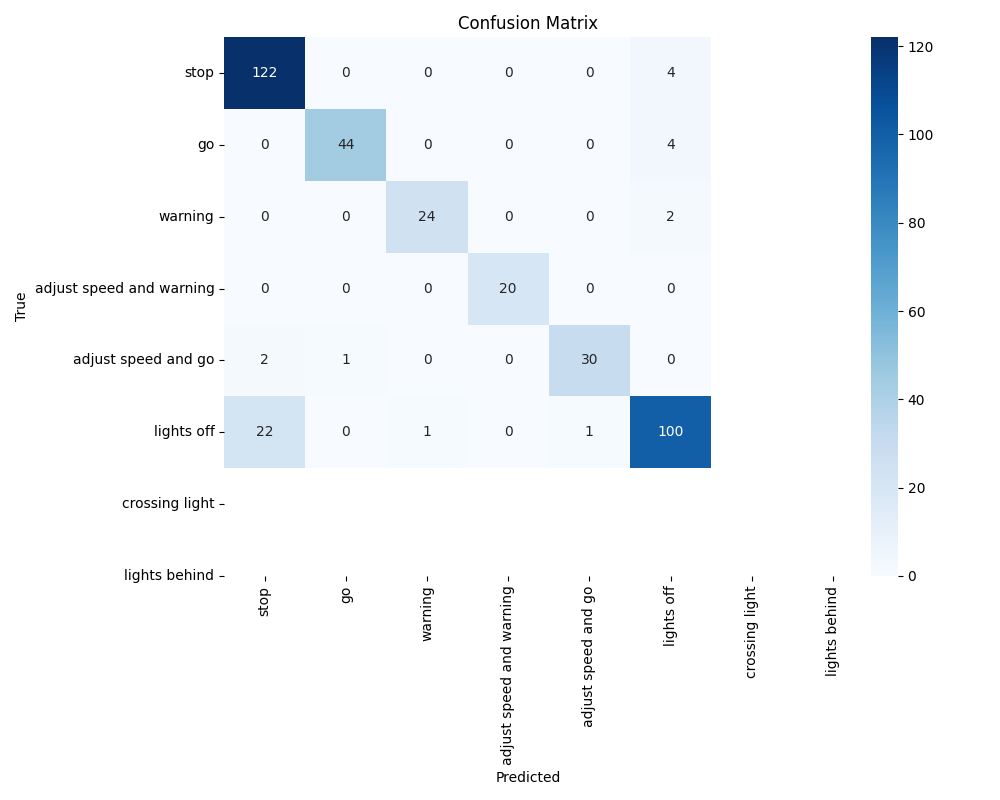 Confusion Matrix
stop 122 0 0 0 0 4
go 0 44 0 0 0 4
warning 0 0 24 0 0 2
adjust speed and warning 0 0 0 20 0 0
adjust speed and go 2 1 0 0 30 0
lights off 22 0 1 0 1 100
crossing light
lights behind
True
stop
go
warning
adjust speed and warning
adjust speed and go
lights off
crossing light
lights behind
Predicted
120
100
80
60
40
20
0